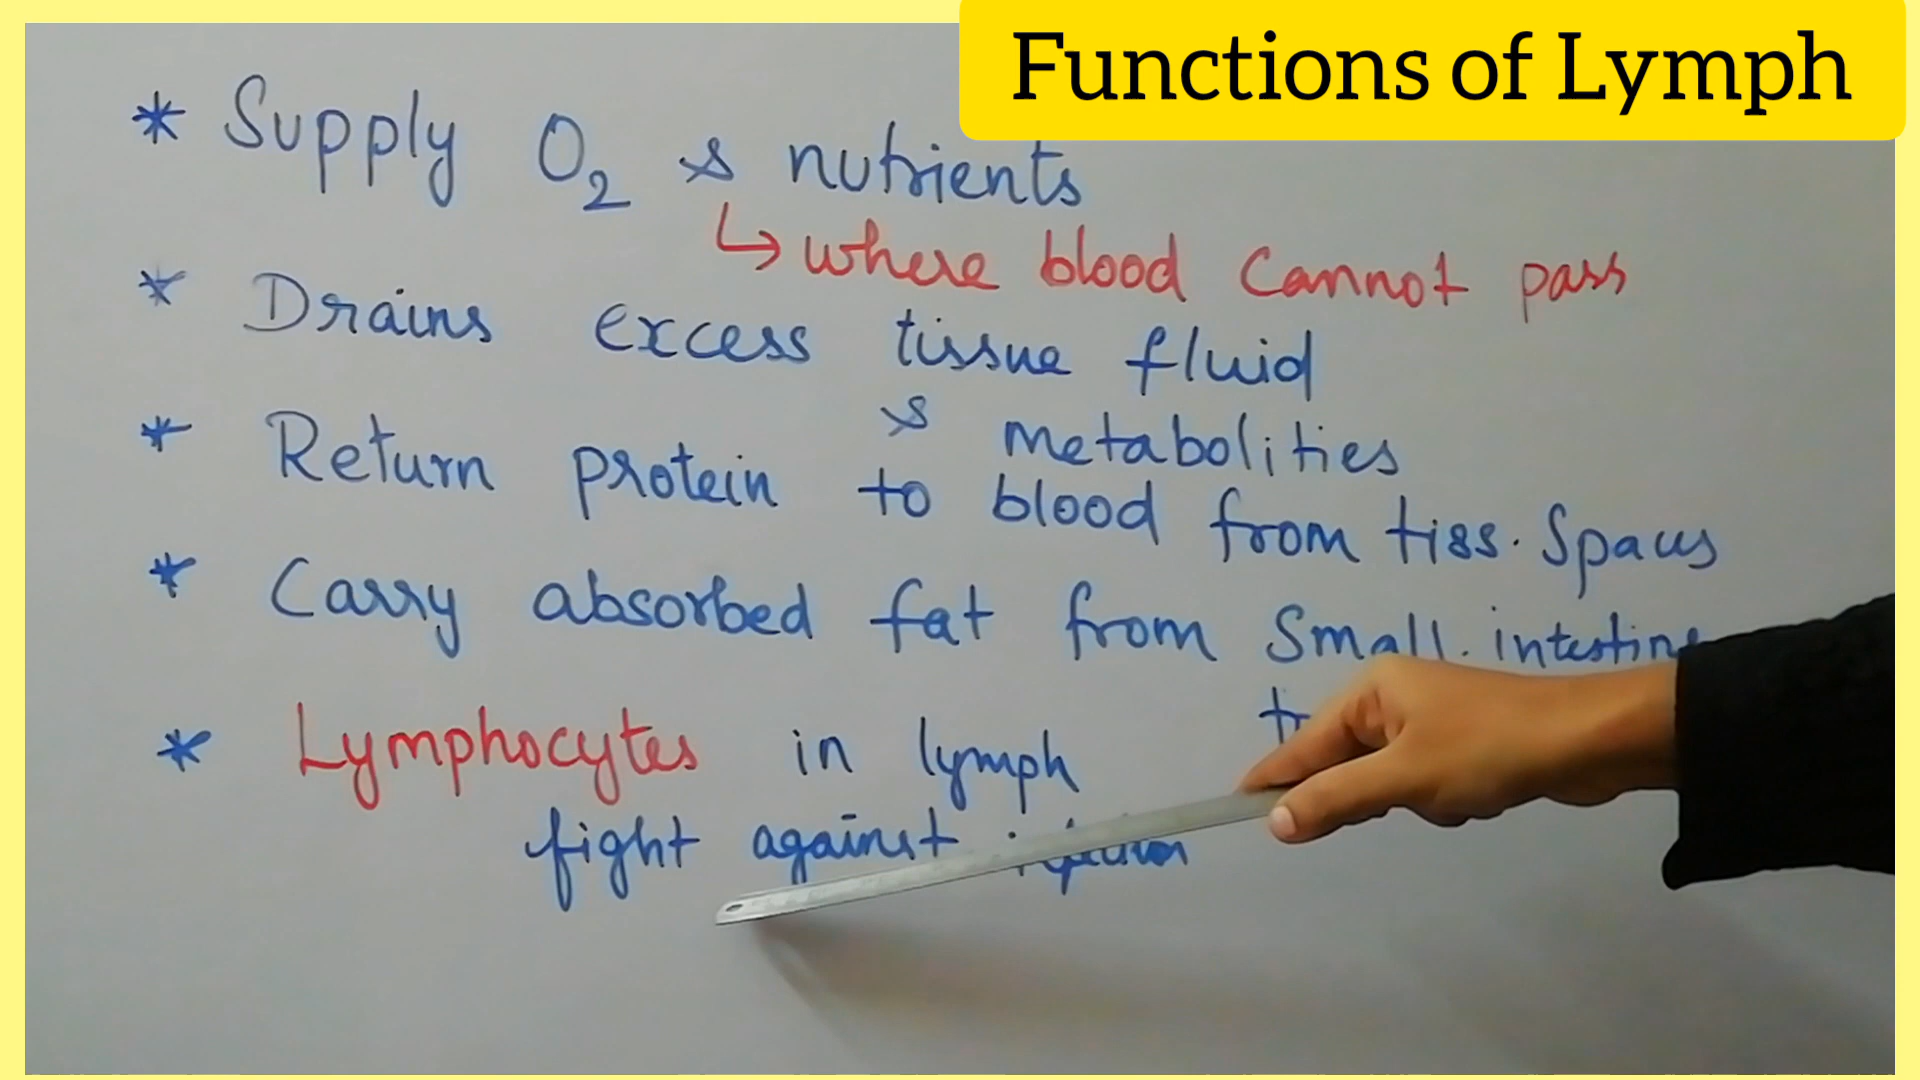 Functions of Lymph
* Supply O₂ & nutrients
↳ where blood cannot pass
* Drains excess tissue fluid
& metabolities
* Return protein to blood from tiss. Spaces
* Carry absorbed fat from Small. intestine
* Lymphocytes in lymph
fight against